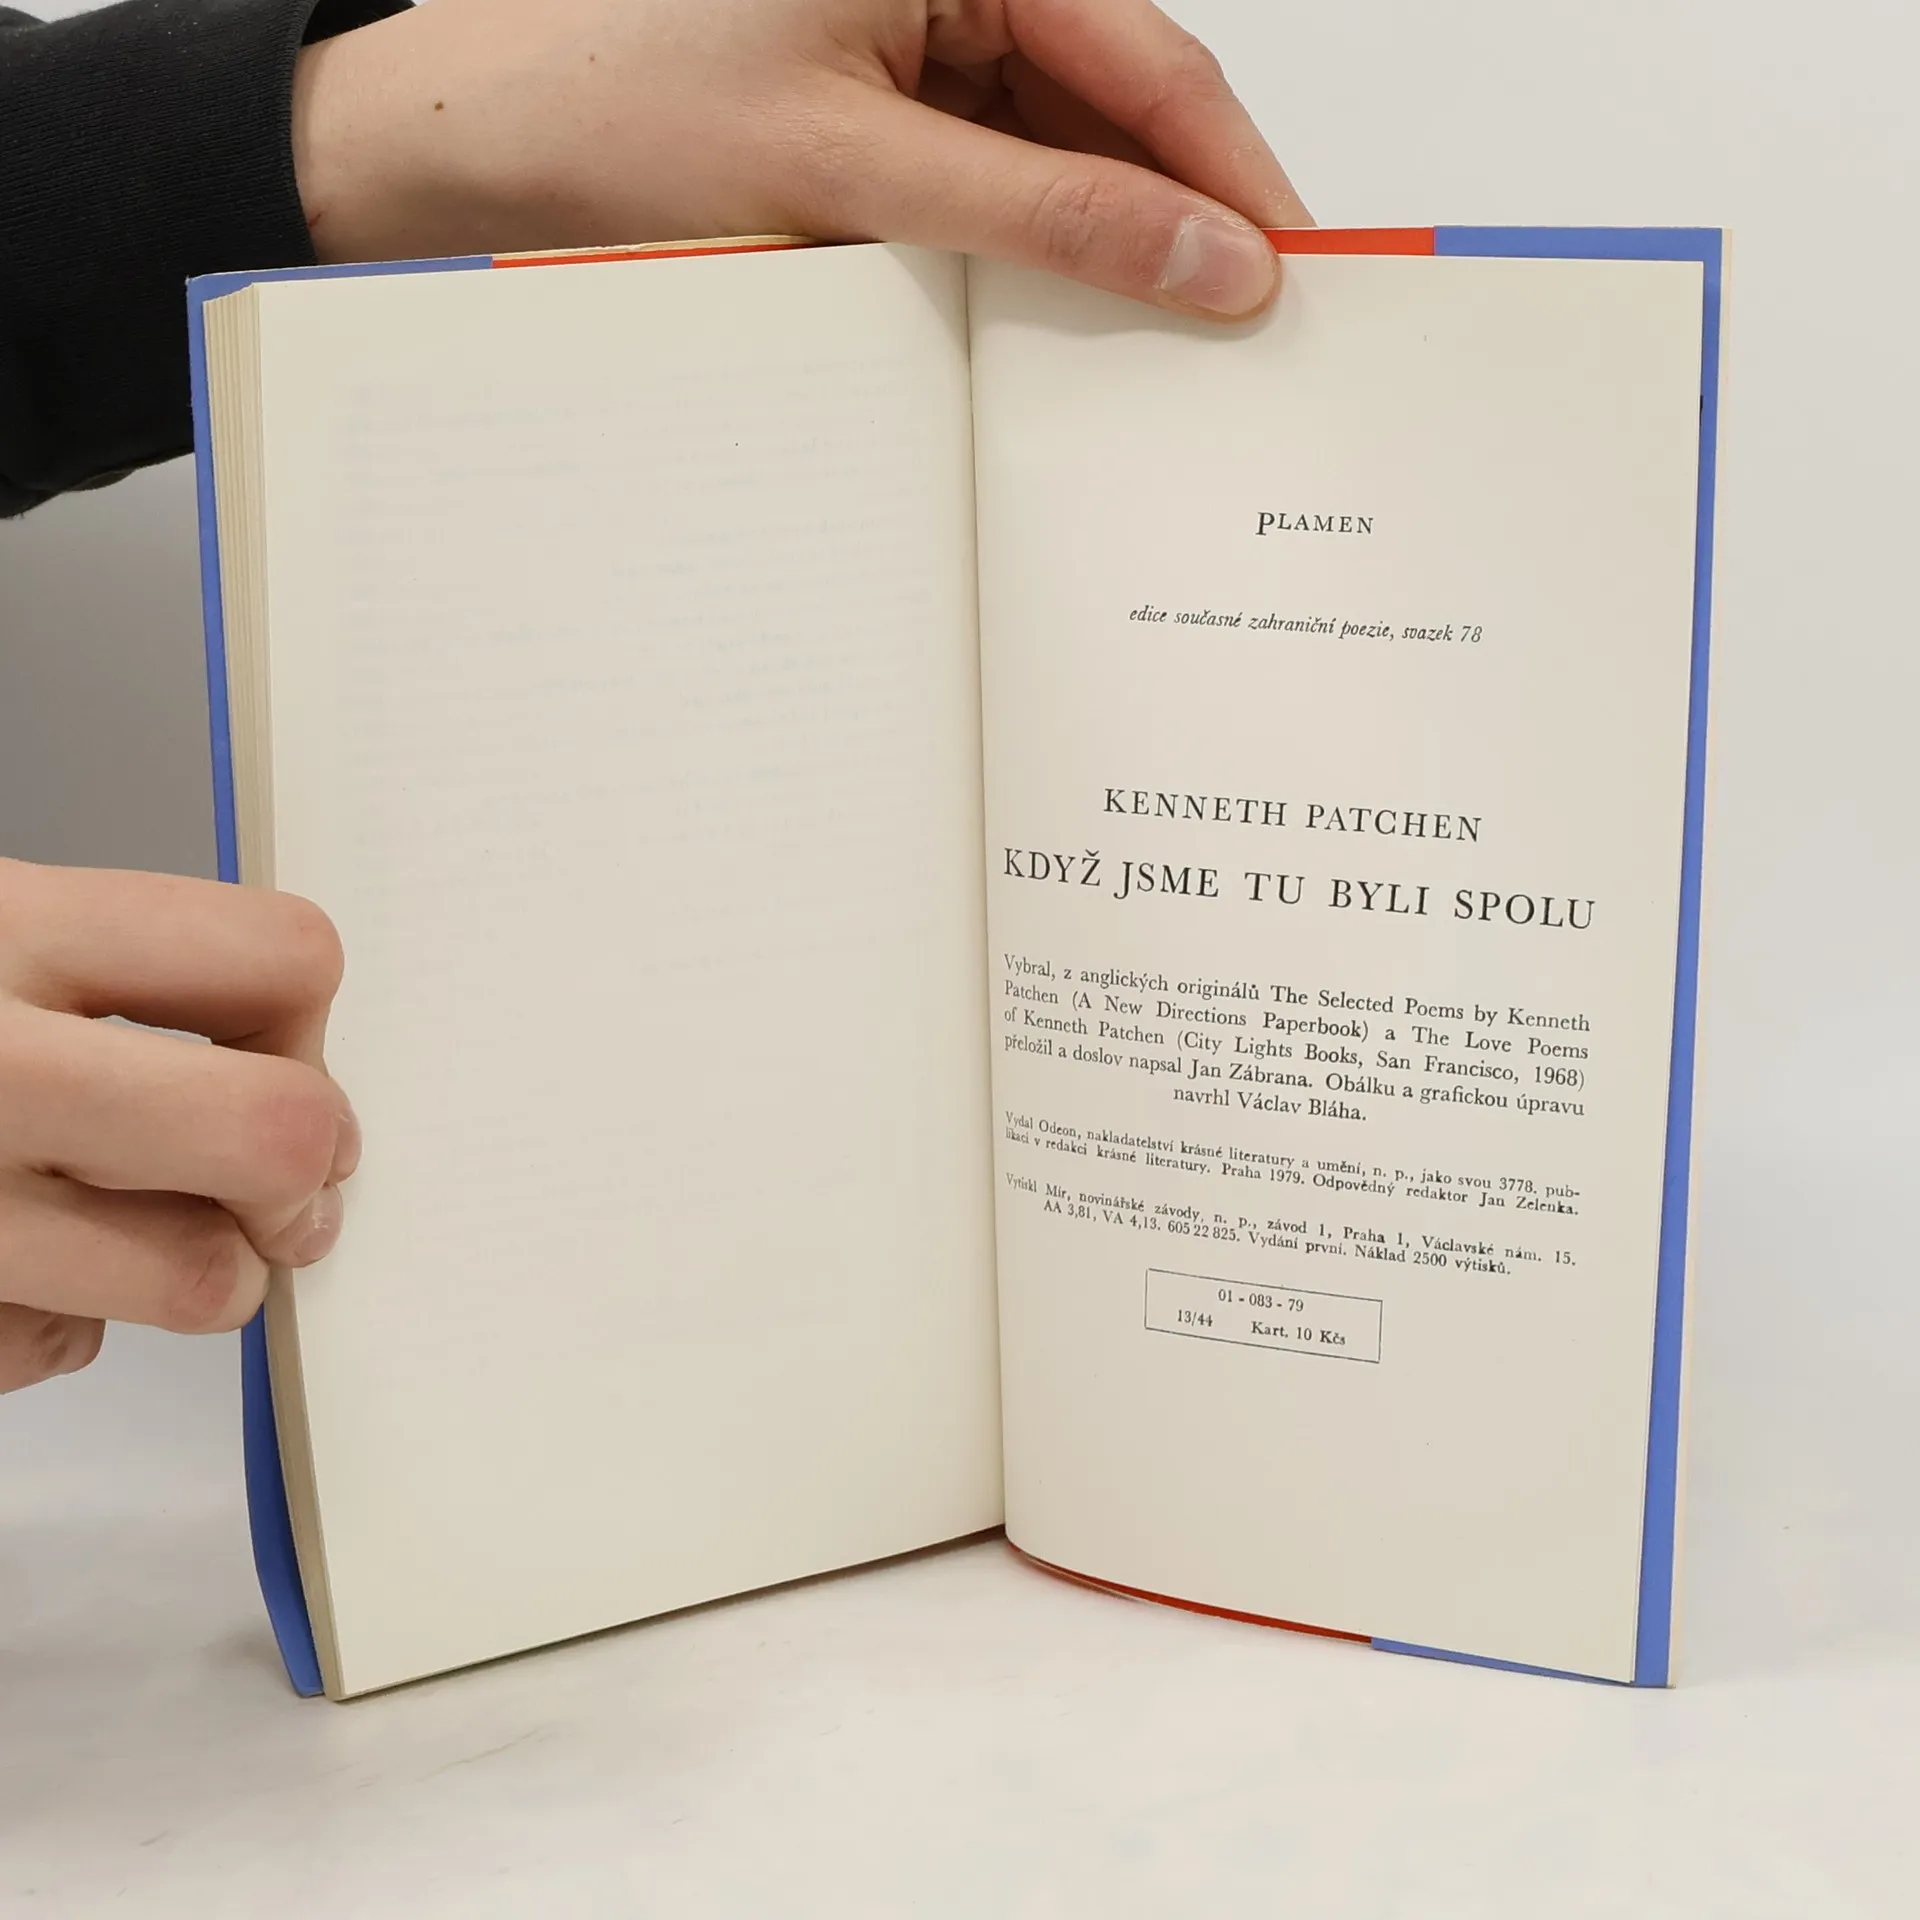 PLAMEN
edice současné zahraniční poezie, svazek 78
KENNETH PATCHEN
KDYŽ JSME TU BYLI SPOLU
Vybral, z anglických originálů The Selected Poems by Kenneth
Patchen (A New Directions Paperbook) a The Love Poems
of Kenneth Patchen (City Lights Books, San Francisco, 1968)
přeložil a doslov napsal Jan Zábrana. Obálku a grafickou úpravu
navrhl Václav Bláha.
Vydal Odeon, nakladatelství krásné literatury a umění, n. p., jako svou 3778. pub-
likaci v redakci krásné literatury. Praha 1979. Odpovědný redaktor Jan Zelenka.
Vytiskl Mír, novinářské závody, n. p., závod 1, Praha 1, Václavské nám. 15.
AA 3,81, VA 4,13. 605 22 825. Vydání první. Náklad 2500 výtisků.
01 - 083 - 79
13/44 Kart. 10 Kčs